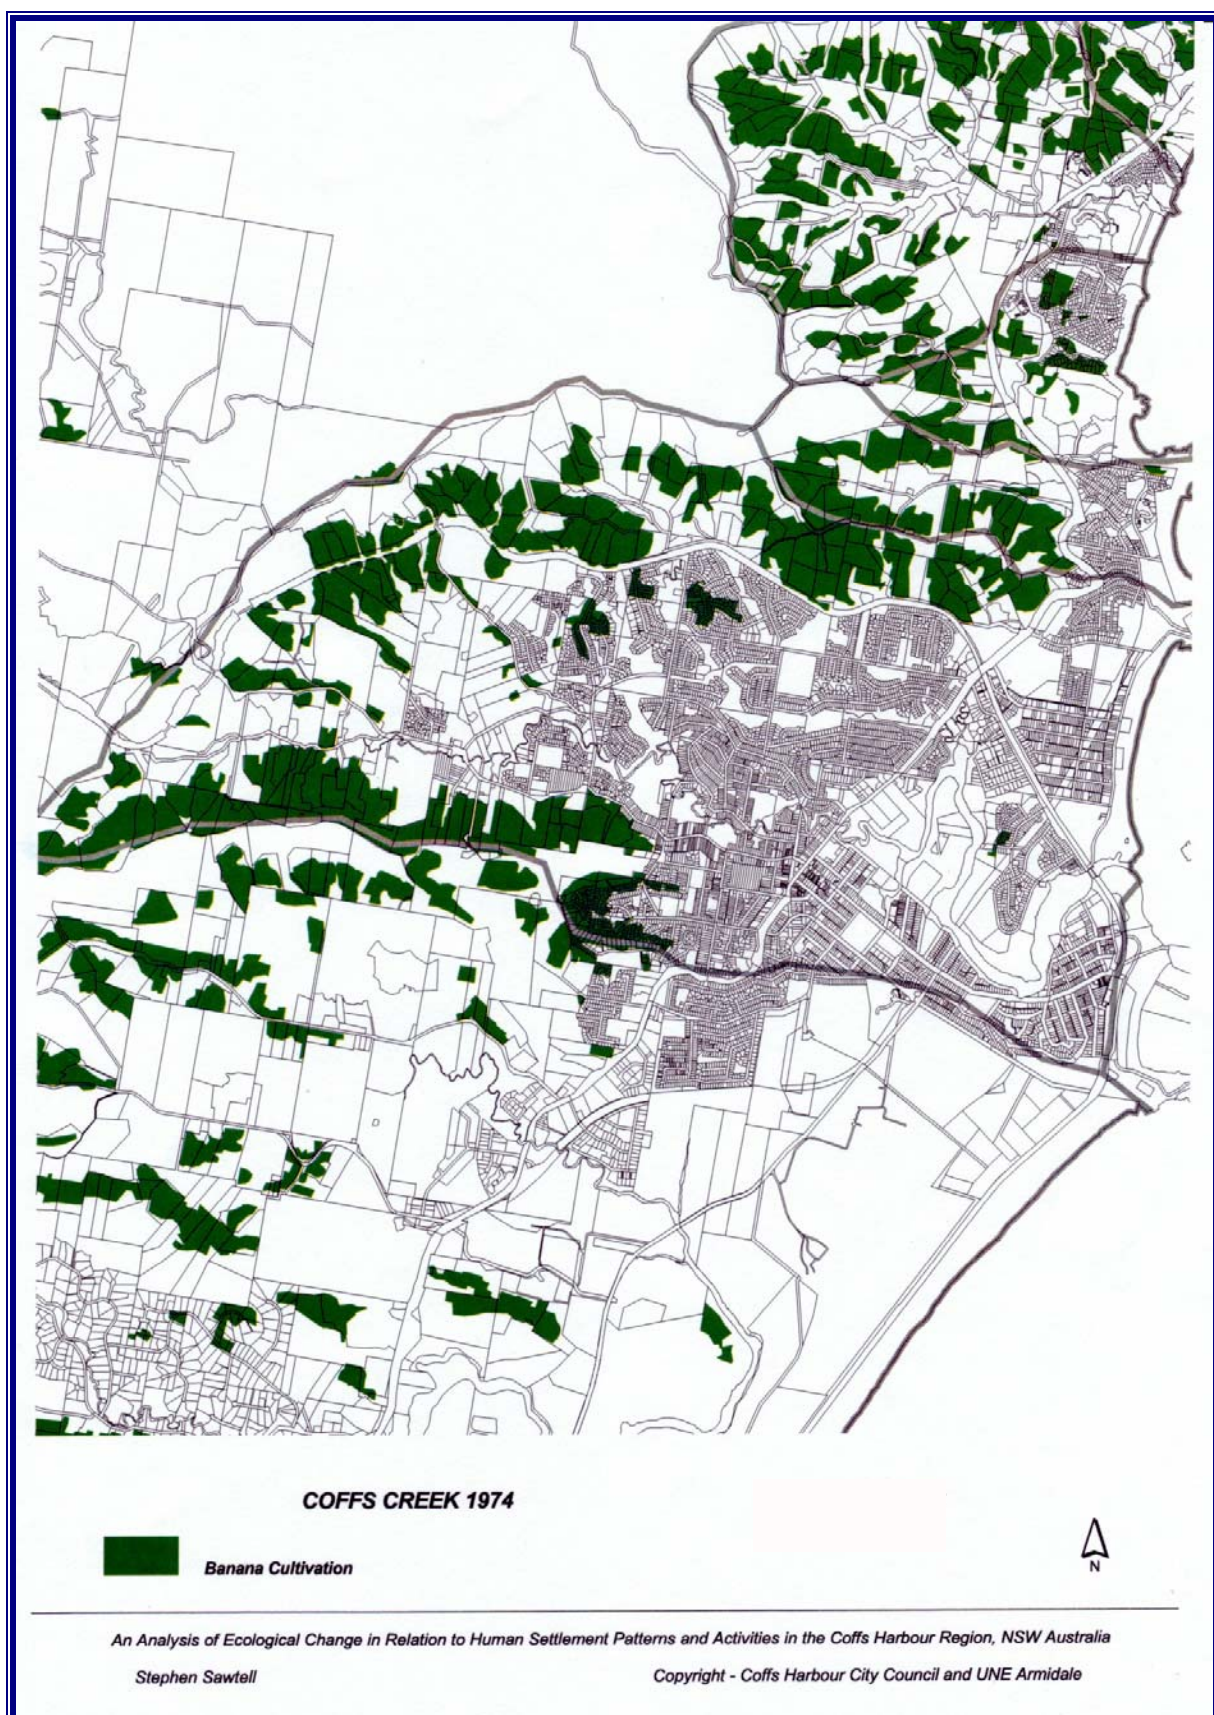 COFFS CREEK 1974
Banana Cultivation
N
An Analysis of Ecological Change in Relation to Human Settlement Patterns and Activities in the Coffs Harbour Region, NSW Australia
Stephen Sawtell Copyright - Coffs Harbour City Council and UNE Armidale